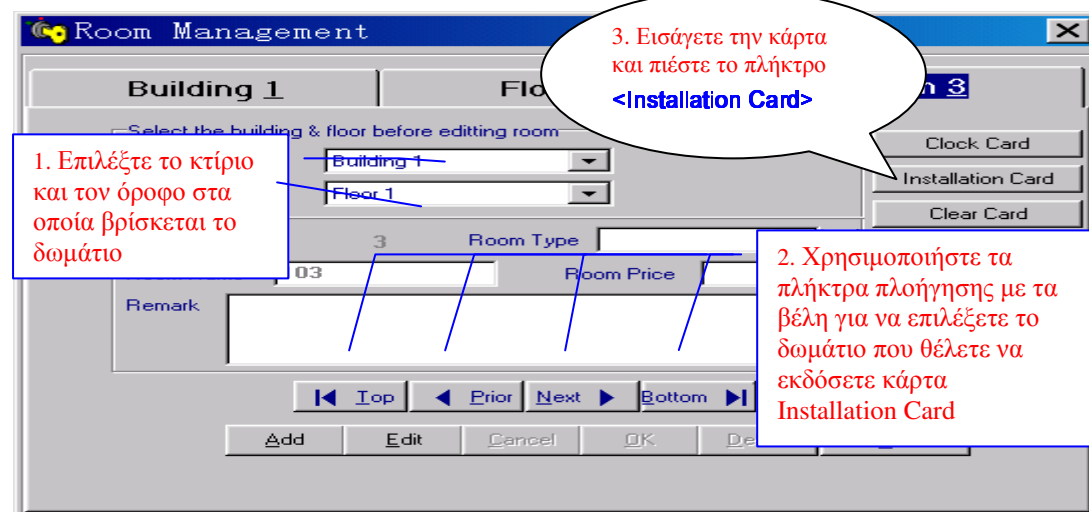 Room Management
3. Εισάγετε την κάρτα
και πιέστε το πλήκτρο
<Installation Card>
Building 1
3
Select the building & floor before editting room
1. Επιλέξτε το κτίριο
και τον όροφο στα
οποία βρίσκεται το
δωμάτιο
Building 1
Floor 1
Clock Card
Installation Card
Clear Card
3
Room Type
03
Room Price
2. Χρησιμοποιήστε τα
πλήκτρα πλοήγησης με τα
βέλη για να επιλέξετε το
δωμάτιο που θέλετε να
εκδόσετε κάρτα
Installation Card
Remark
Top Prior Next Bottom
Add Edit Cancel OK